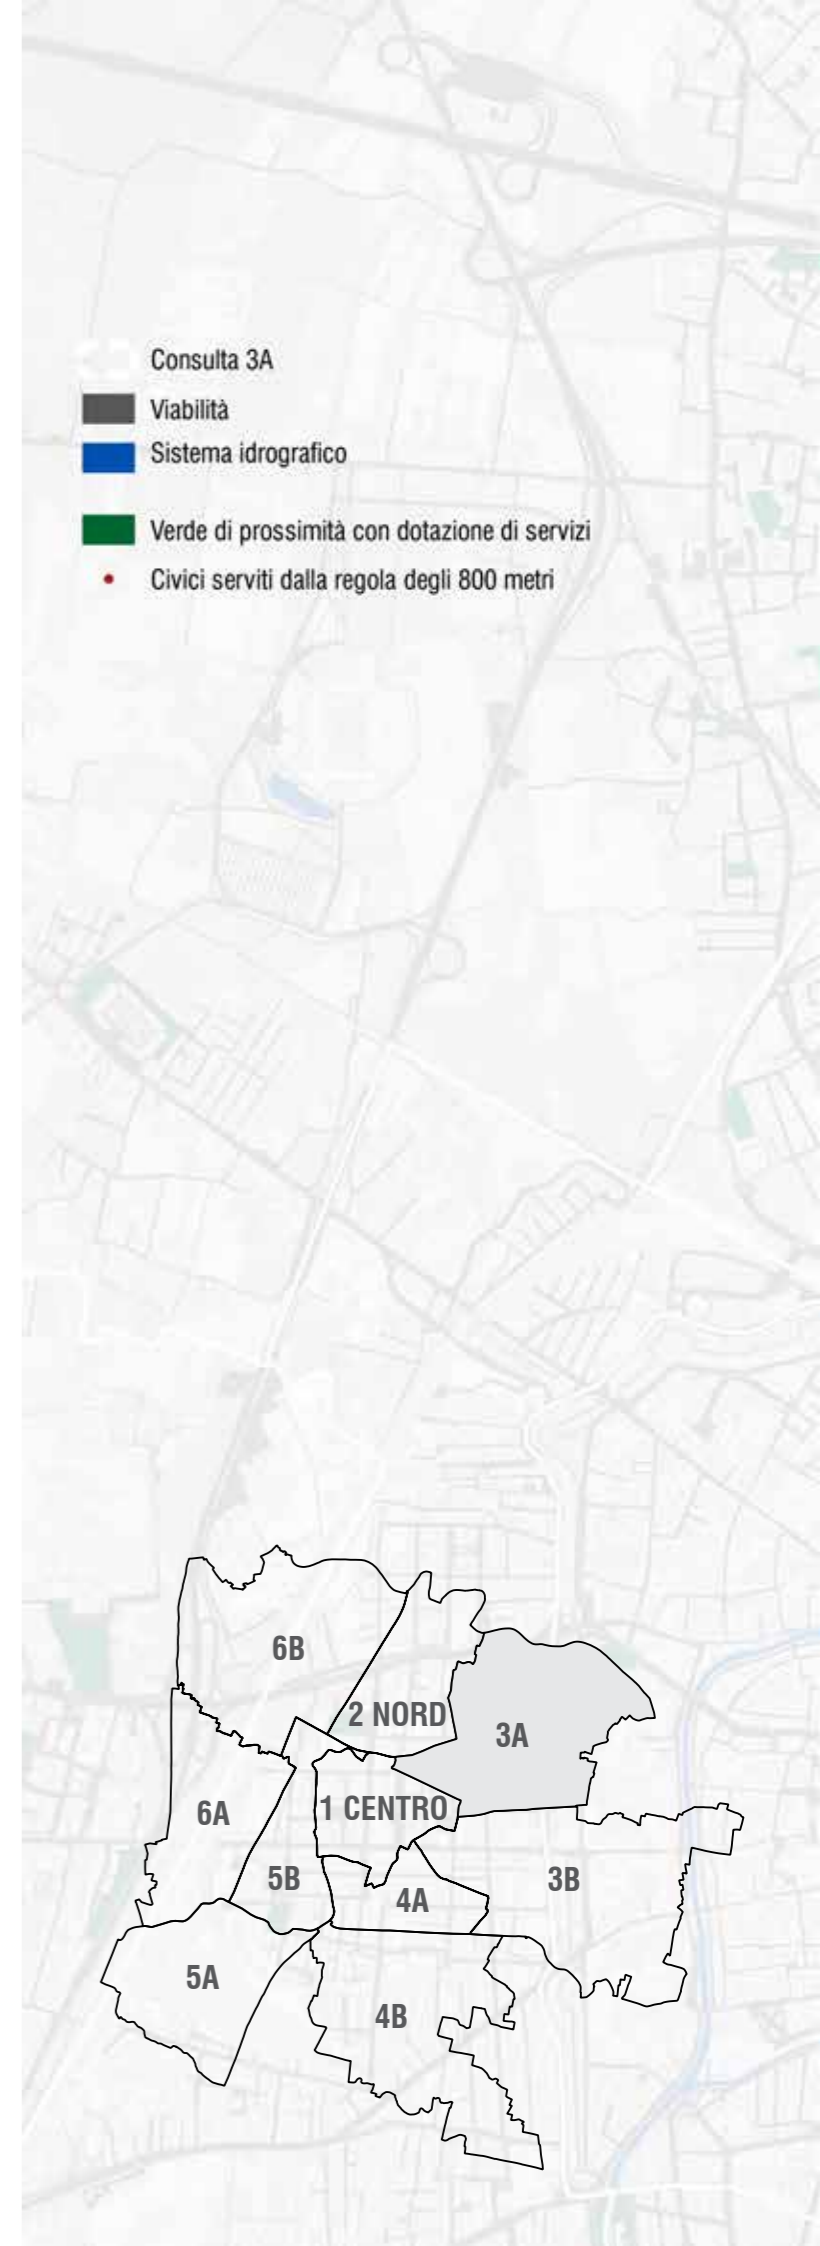 Consulta 3A
Viabilità
Sistema idrografico
Verde di prossimità con dotazione di servizi
Civici serviti dalla regola degli 800 metri
6B
2 NORD
3A
6A
1 CENTRO
5B
4A
3B
5A
4B